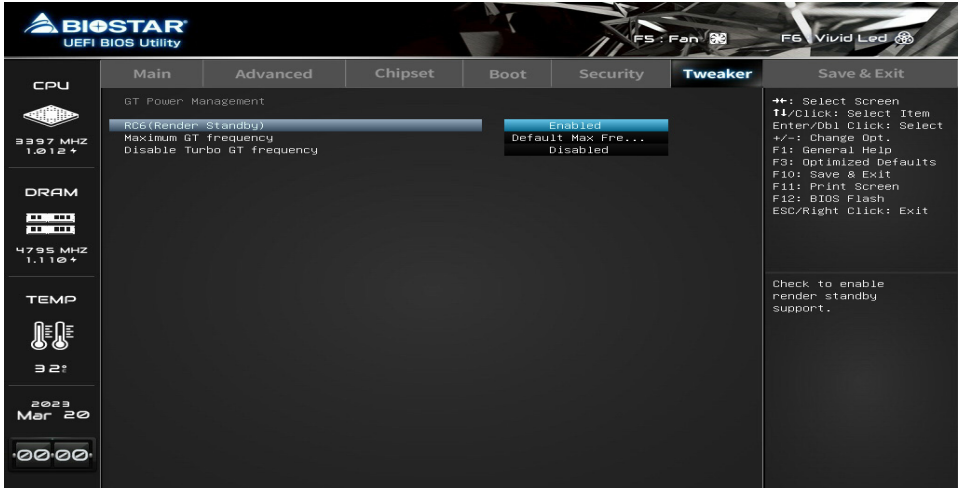 BIOSTAR®
UEFI BIOS Utility
F5 : Fan
F6 Vivid Led
Main Advanced Chipset Boot Security Tweaker Save & Exit
CPU
3397 MHZ
1.012
DRAM
4795 MHZ
1.110
TEMP
32
2023
Mar 20
00:00
GT Power Management
RC6(Render Standby) Enabled
Maximum GT frequency Default Max Fre...
Disable Turbo GT frequency Disabled
→←: Select Screen
↑↓/Click: Select Item
Enter/Dbl Click: Select
+/-: Change Opt.
F1: General Help
F3: Optimized Defaults
F10: Save & Exit
F11: Print Screen
F12: BIOS Flash
ESC/Right Click: Exit
Check to enable
render standby
support.